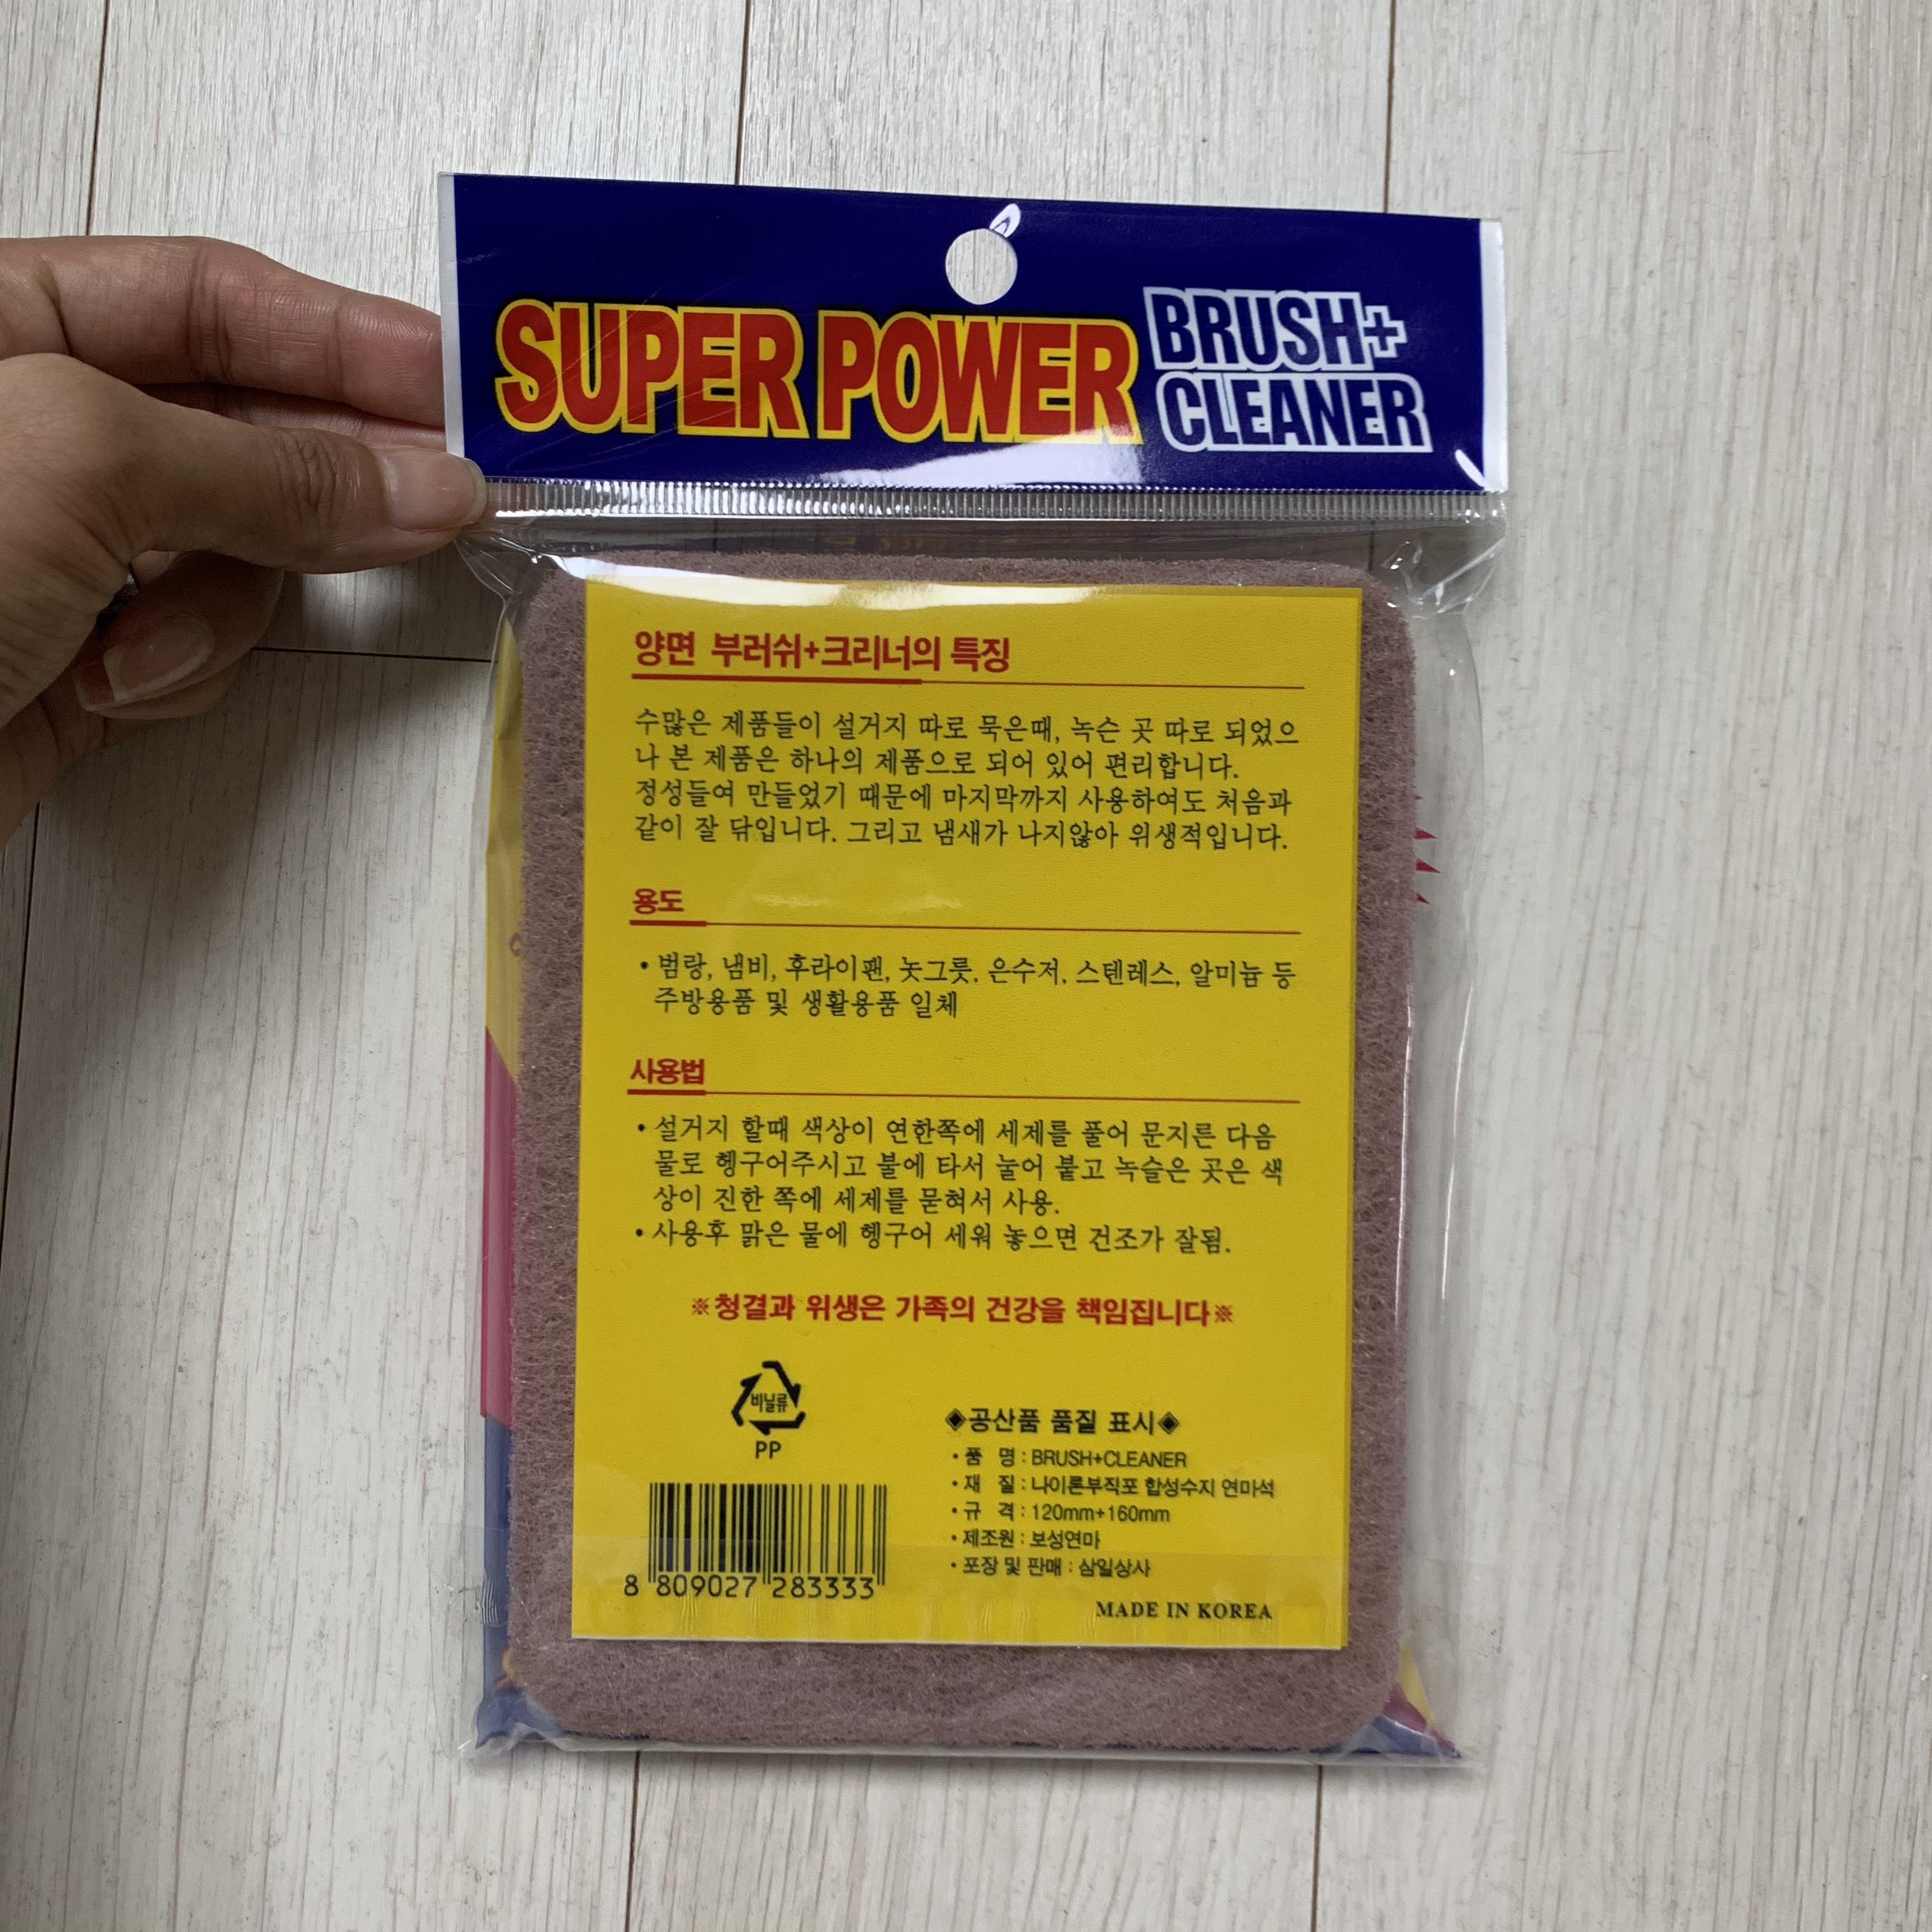 SUPER POWER
BRUSH+
CLEANER
양면 부러쉬+크리너의 특징
수많은 제품들이 설거지 따로 묵은때, 녹슨 곳 따로 되었으
나 본 제품은 하나의 제품으로 되어 있어 편리합니다.
정성들여 만들었기 때문에 마지막까지 사용하여도 처음과
같이 잘 닦입니다. 그리고 냄새가 나지않아 위생적입니다.
용도
• 범랑, 냄비, 후라이팬, 놋그릇. 은수저, 스텐레스, 알미늄 등
주방용품 및 생활용품 일체
사용법
• 설거지 할때 색상이 연한쪽에 세제를 풀어 문지른 다음
물로 헹구어주시고 불에 타서 눌어 붙고 녹슬은 곳은 색
상이 진한 쪽에 세제를 묻혀서 사용.
• 사용후 맑은 물에 헹구어 세워 놓으면 건조가 잘됨.
※청결과 위생은 가족의 건강을 책임집니다※
비닐류
PP
◈공산품 품질 표시◈
• 품 명 : BRUSH+CLEANER
• 재 질 : 나이론부직포 합성수지 연마석
• 규 격 : 120mm+160mm
• 제조원 : 보성연마
• 포장 및 판매 : 삼일상사
8 809027 283333
MADE IN KOREA